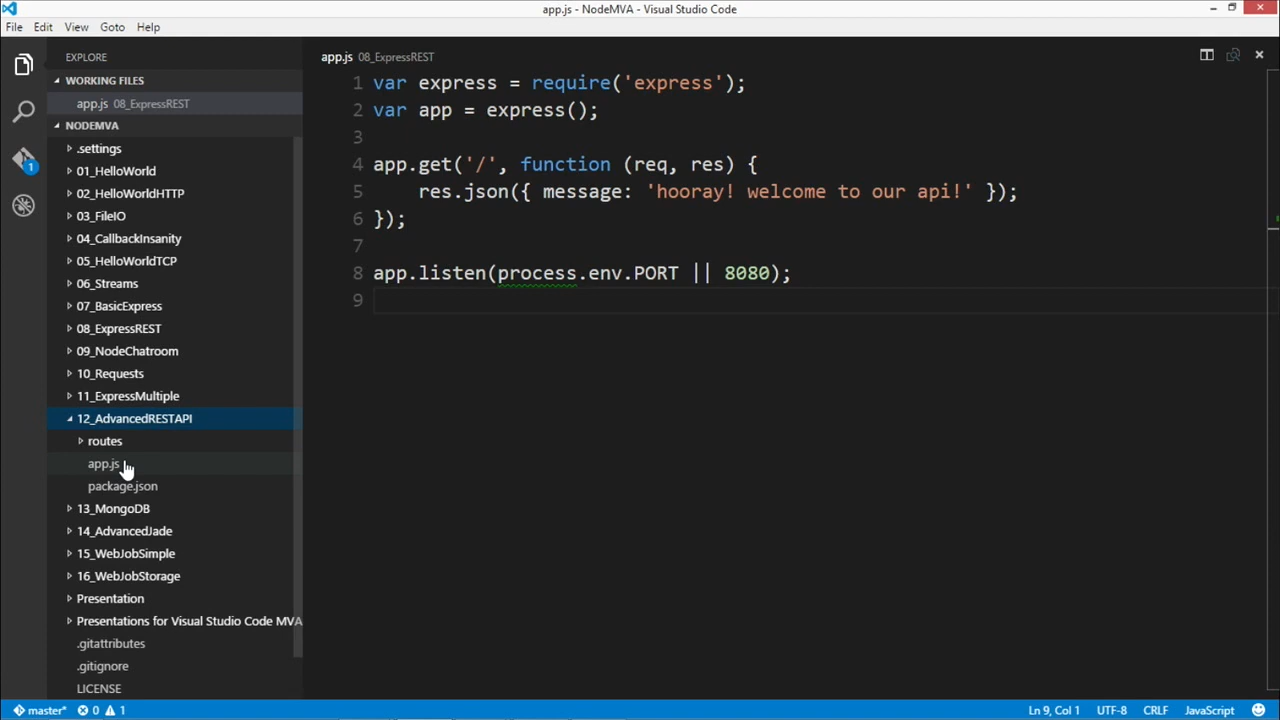 app.js - NodeMVA - Visual Studio Code
File Edit View Goto Help
EXPLORE
WORKING FILES
app.js 08_ExpressREST
NODEMVA
.settings
01_HelloWorld
02_HelloWorldHTTP
03_FileIO
04_CallbackInsanity
05_HelloWorldTCP
06_Streams
07_BasicExpress
08_ExpressREST
09_NodeChatroom
10_Requests
11_ExpressMultiple
12_AdvancedRESTAPI
routes
app.js
package.json
13_MongoDB
14_AdvancedJade
15_WebJobSimple
16_WebJobStorage
Presentation
Presentations for Visual Studio Code MVA
.gitattributes
.gitignore
LICENSE
1
app.js 08_ExpressREST
1 var express = require('express');
2 var app = express();
3
4 app.get('/', function (req, res) {
5 res.json({ message: 'hooray! welcome to our api!' });
6 });
7
8 app.listen(process.env.PORT || 8080);
9
master* 0 1 Ln 9, Col 1 UTF-8 CRLF JavaScript